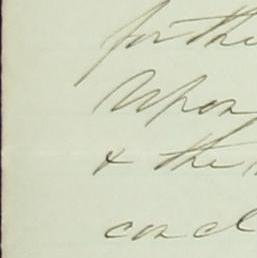 for the
Upon
& the